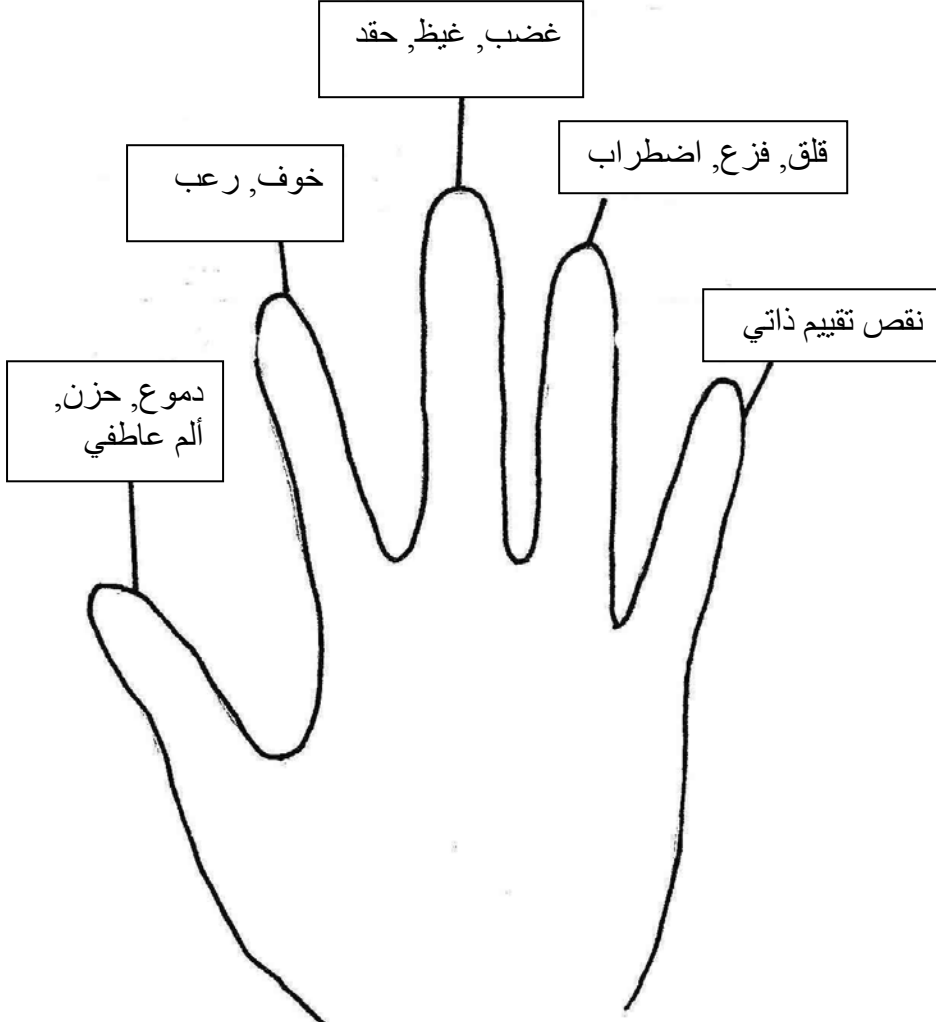 غضب, غيظ, حقد
قلق, فزع, اضطراب
خوف, رعب
نقص تقييم ذاتي
دموع, حزن,
ألم عاطفي